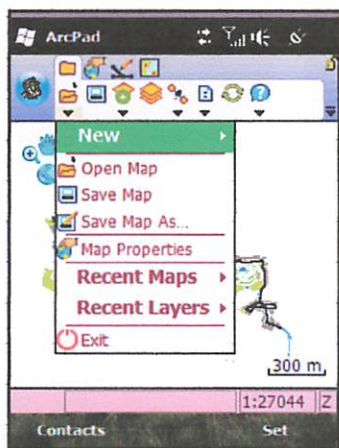 ArcPad
New
Open Map
Save Map
Save Map As...
Map Properties
Recent Maps
Recent Layers
Exit
300 m
1:27044 Z
Contacts Set